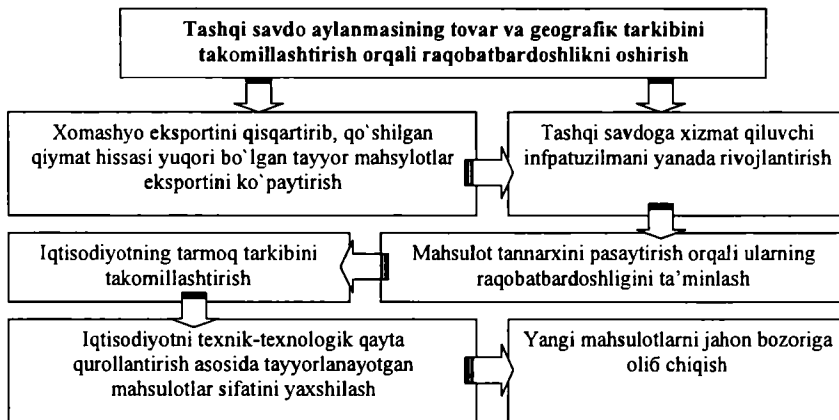 Tashqi savdo aylanmasining tovar va geografik tarkibini
takomillashtirish orqali raqobatbardoshlikni oshirish
Xomashyo eksportini qisqartirib, qo`shilgan
qiymat hissasi yuqori bo`lgan tayyor mahsylotlar
eksportini ko`paytirish
Tashqi savdoga xizmat qiluvchi
infpatuzilmani yanada rivojlantirish
Iqtisodiyotning tarmoq tarkibini
takomillashtirish
Mahsulot tannarxini pasaytirish orqali ularning
raqobatbardoshligini ta’minlash
Iqtisodiyotni texnik-texnologik qayta
qurollantirish asosida tayyorlanayotgan
mahsulotlar sifatini yaxshilash
Yangi mahsulotlarni jahon bozoriga
oliб chiqish